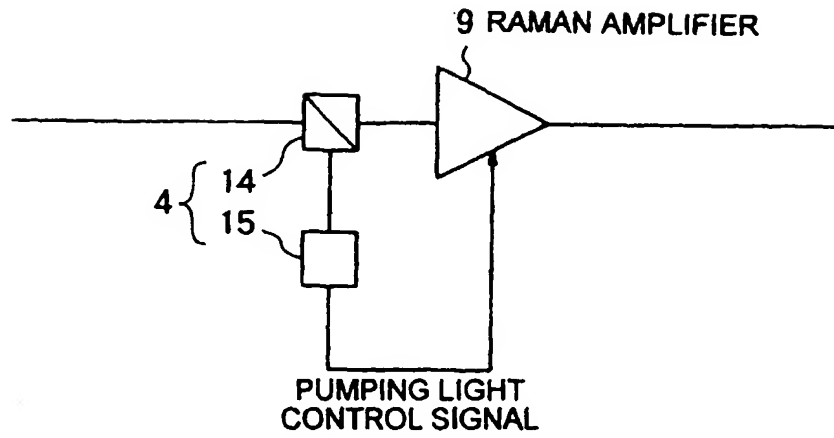 9 RAMAN AMPLIFIER
14
4
15
PUMPING LIGHT
CONTROL SIGNAL